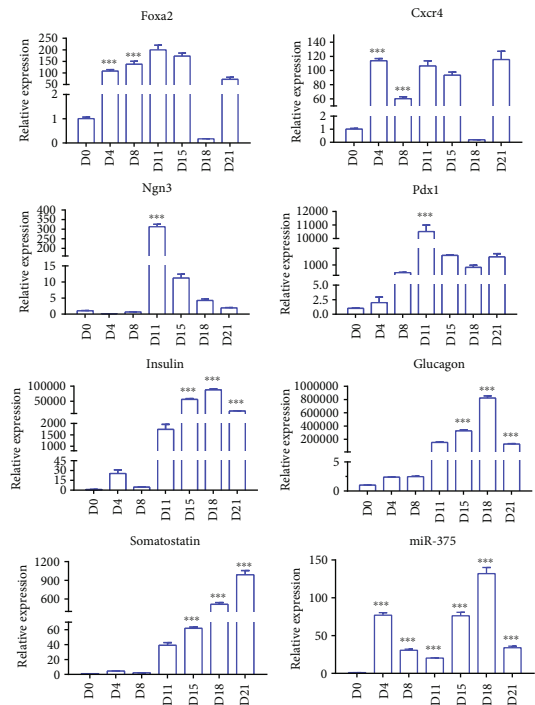 Foxa2
Relative expression
250
200
150
100
50
2
1
0
*** ***
D0 D4 D8 D11 D15 D18 D21
Cxcr4
Relative expression
140
120
100
80
60
2
1
0
*** ***
D0 D4 D8 D11 D15 D18 D21
Ngn3
Relative expression
400
350
300
250
200
150
100
15
10
5
0
***
D0 D4 D8 D11 D15 D18 D21
Pdx1
Relative expression
12000
11000
10000
1000
5.0
2.5
0.0
***
D0 D4 D8 D11 D15 D18 D21
Insulin
Relative expression
100000
50000
2000
1500
1000
45
30
15
0
*** *** ***
D0 D4 D8 D11 D15 D18 D21
Glucagon
Relative expression
1000000
800000
600000
400000
200000
5
0
*** *** ***
D0 D4 D8 D11 D15 D18 D21
Somatostatin
Relative expression
1200
900
600
60
40
20
0
*** *** ***
D0 D4 D8 D11 D15 D18 D21
miR-375
Relative expression
150
100
50
0
*** *** *** *** *** ***
D0 D4 D8 D11 D15 D18 D21